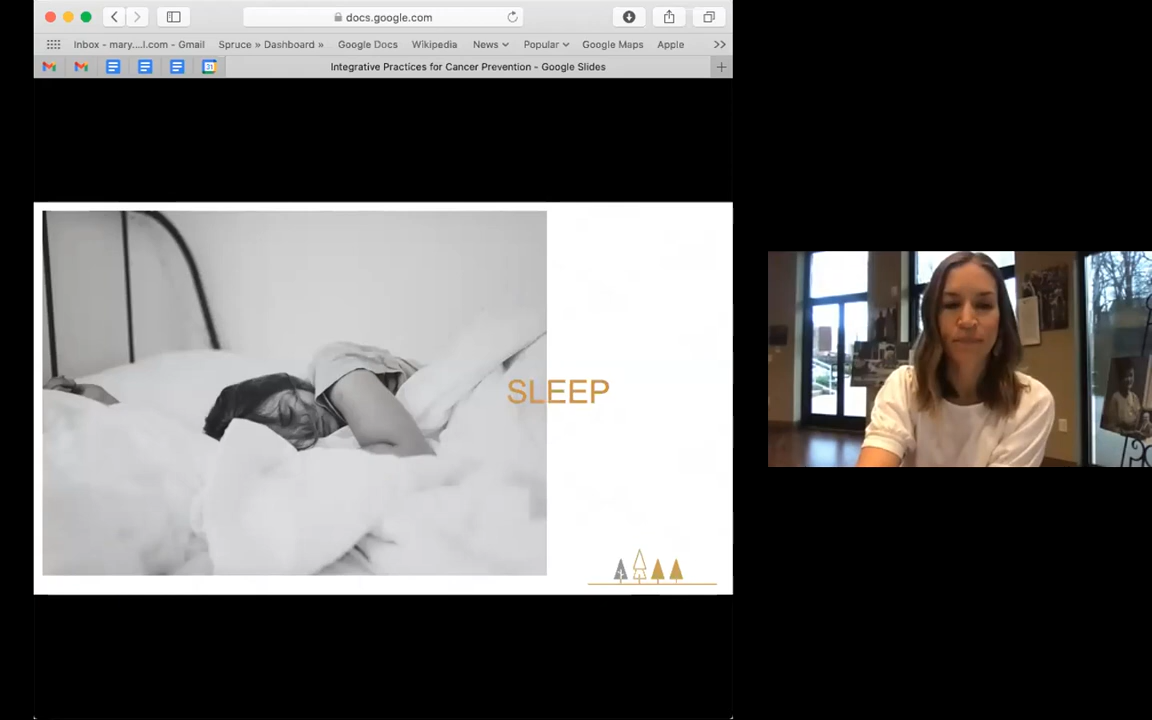 docs.google.com
Inbox - mary....l.com - Gmail Spruce » Dashboard » Google Docs Wikipedia News Popular Google Maps Apple >>
31 Integrative Practices for Cancer Prevention - Google Slides +
SLEEP